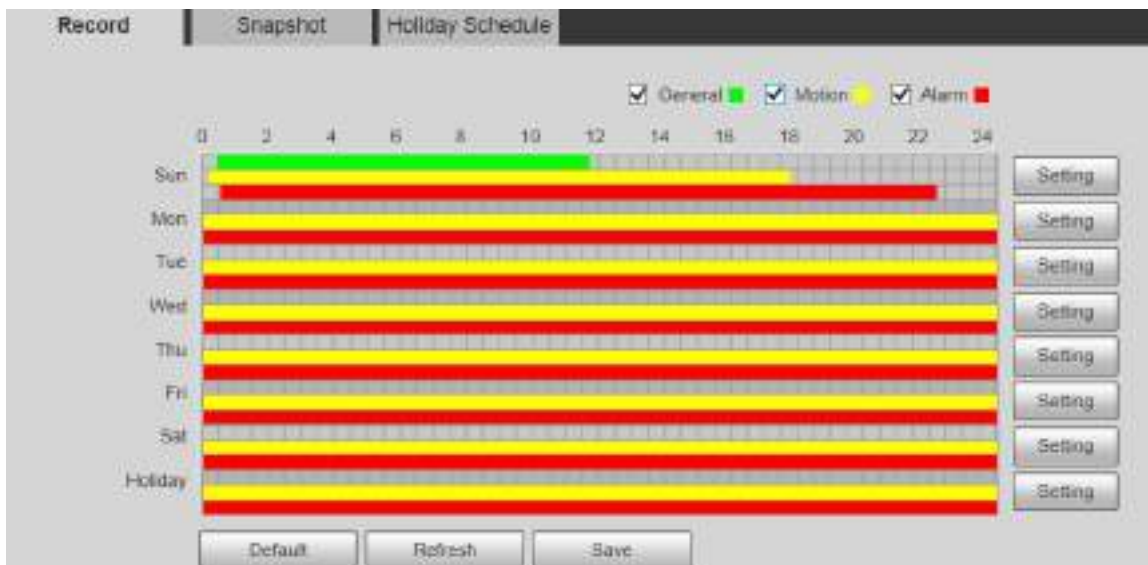 Record Snapshot Holiday Schedule
General Motion Alarm
0 2 4 6 8 10 12 14 16 18 20 22 24
Sun Setting
Mon Setting
Tue Setting
Wed Setting
Thu Setting
Fri Setting
Sat Setting
Holiday Setting
Default Refresh Save